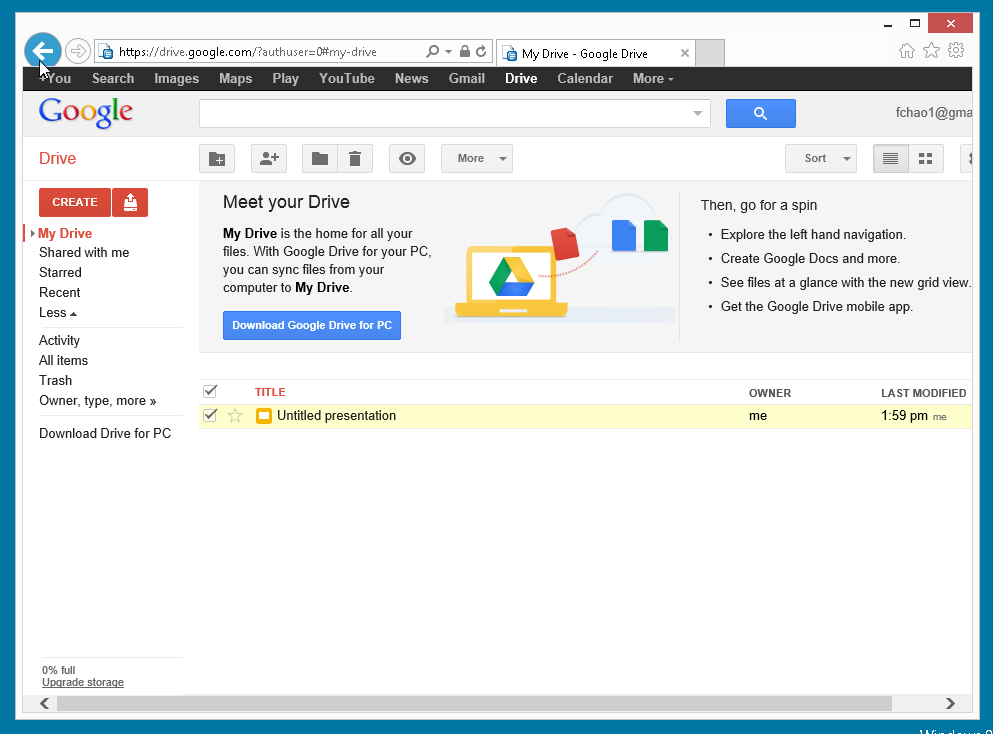 https://drive.google.com/?authuser=0#my-drive
My Drive - Google Drive
+You Search Images Maps Play YouTube News Gmail Drive Calendar More
Google
fchao1@gma
Drive
More
Sort
CREATE
My Drive
Shared with me
Starred
Recent
Less
Activity
All items
Trash
Owner, type, more »
Download Drive for PC
Meet your Drive
My Drive is the home for all your
files. With Google Drive for your PC,
you can sync files from your
computer to My Drive.
Download Google Drive for PC
Then, go for a spin
• Explore the left hand navigation.
• Create Google Docs and more.
• See files at a glance with the new grid view.
• Get the Google Drive mobile app.
TITLE OWNER LAST MODIFIED
Untitled presentation me 1:59 pm me
0% full
Upgrade storage